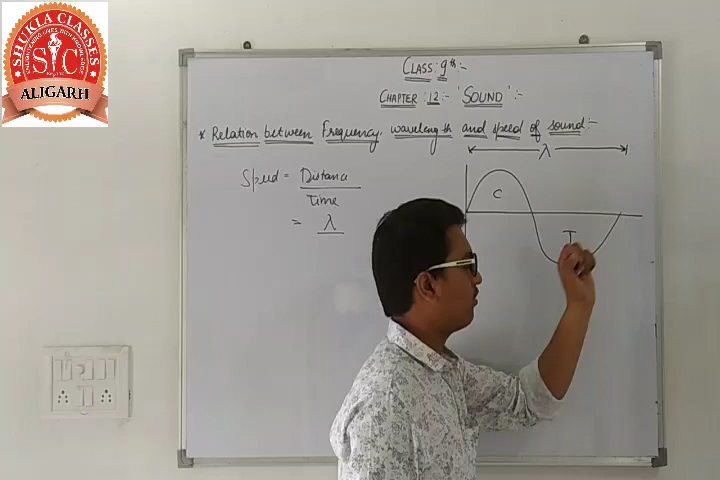 SHUKLA CLASSES
SC
ALIGARH
CLASS: 9th:-
CHAPTER :12:- 'SOUND':-
* Relation between Frequency, wavelength and speed of sound:-
λ
Speed = Distance
Time
= λ
C
T